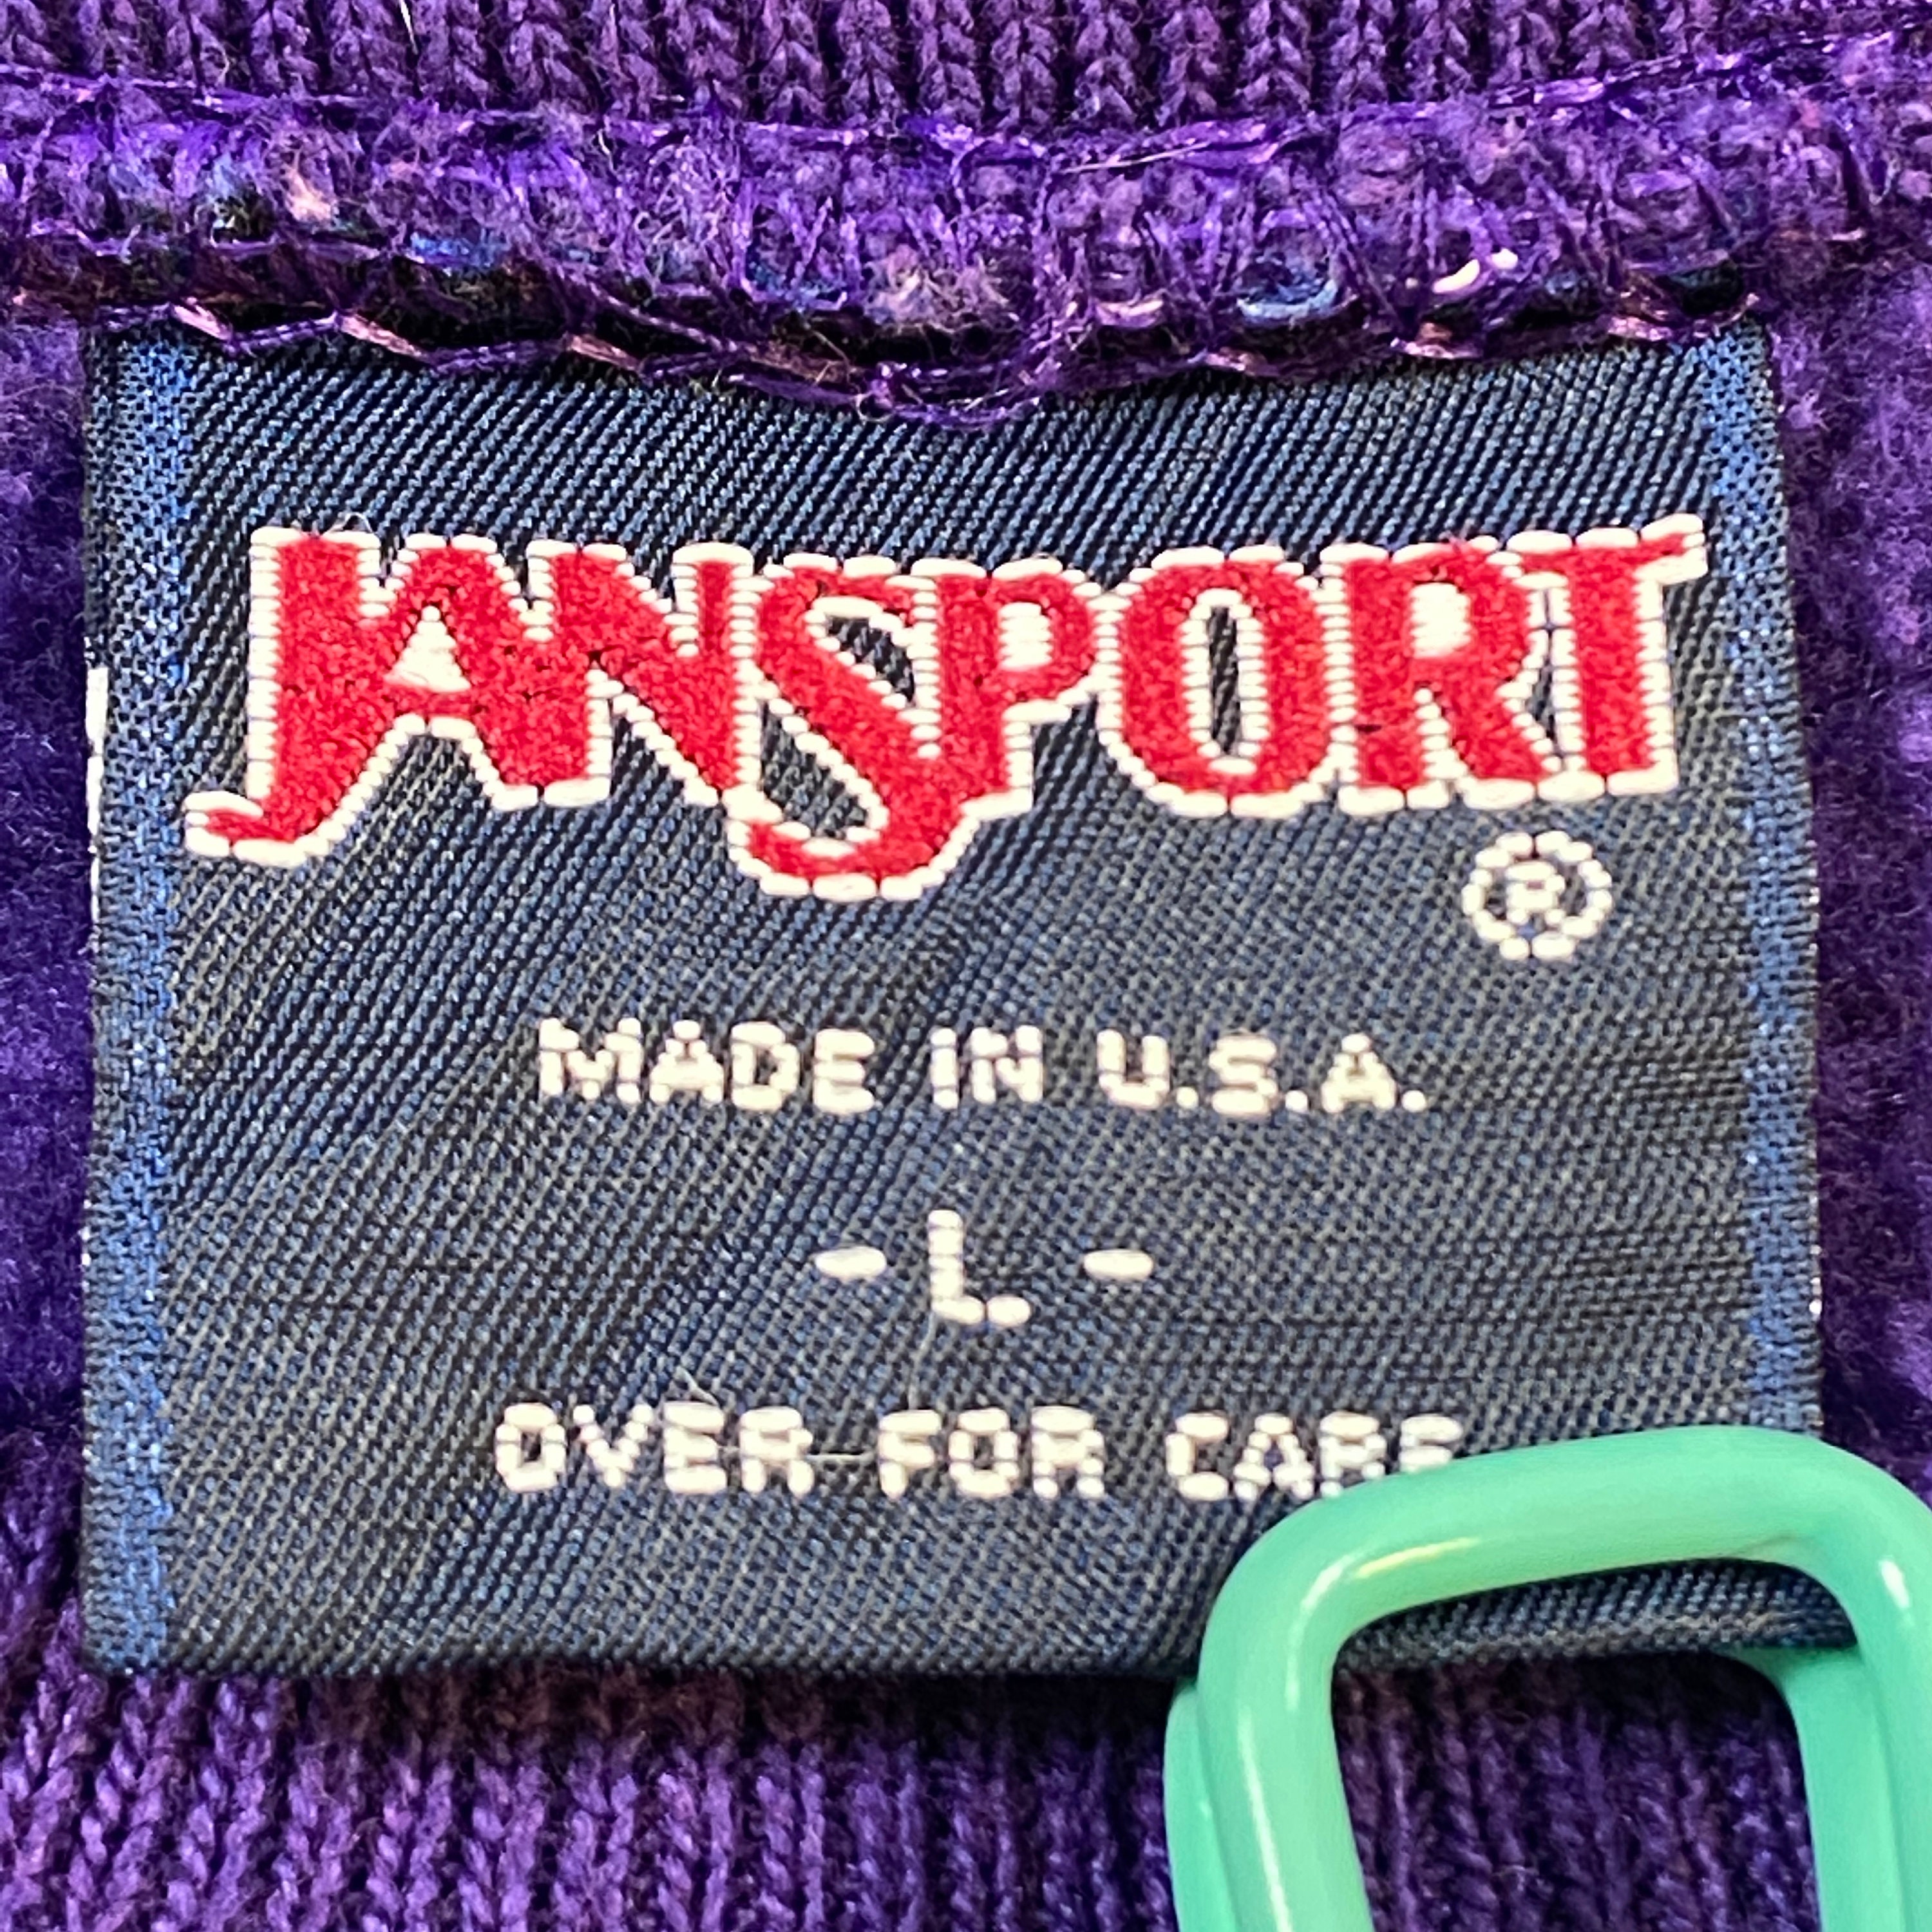 JANSPORT
®
MADE IN U.S.A.
-L-
OVER FOR CARE